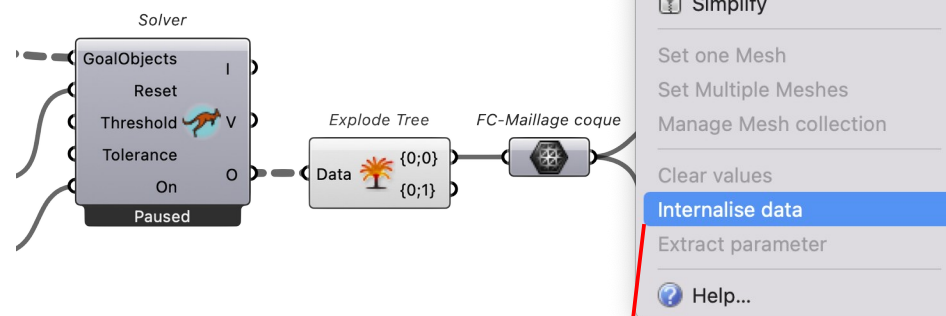 Solver
GoalObjects
I
Reset
Threshold
V
Tolerance
O
On
Paused
Explode Tree
Data
{0;0}
{0;1}
FC-Maillage coque
Simplify
Set one Mesh
Set Multiple Meshes
Manage Mesh collection
Clear values
Internalise data
Extract parameter
Help...